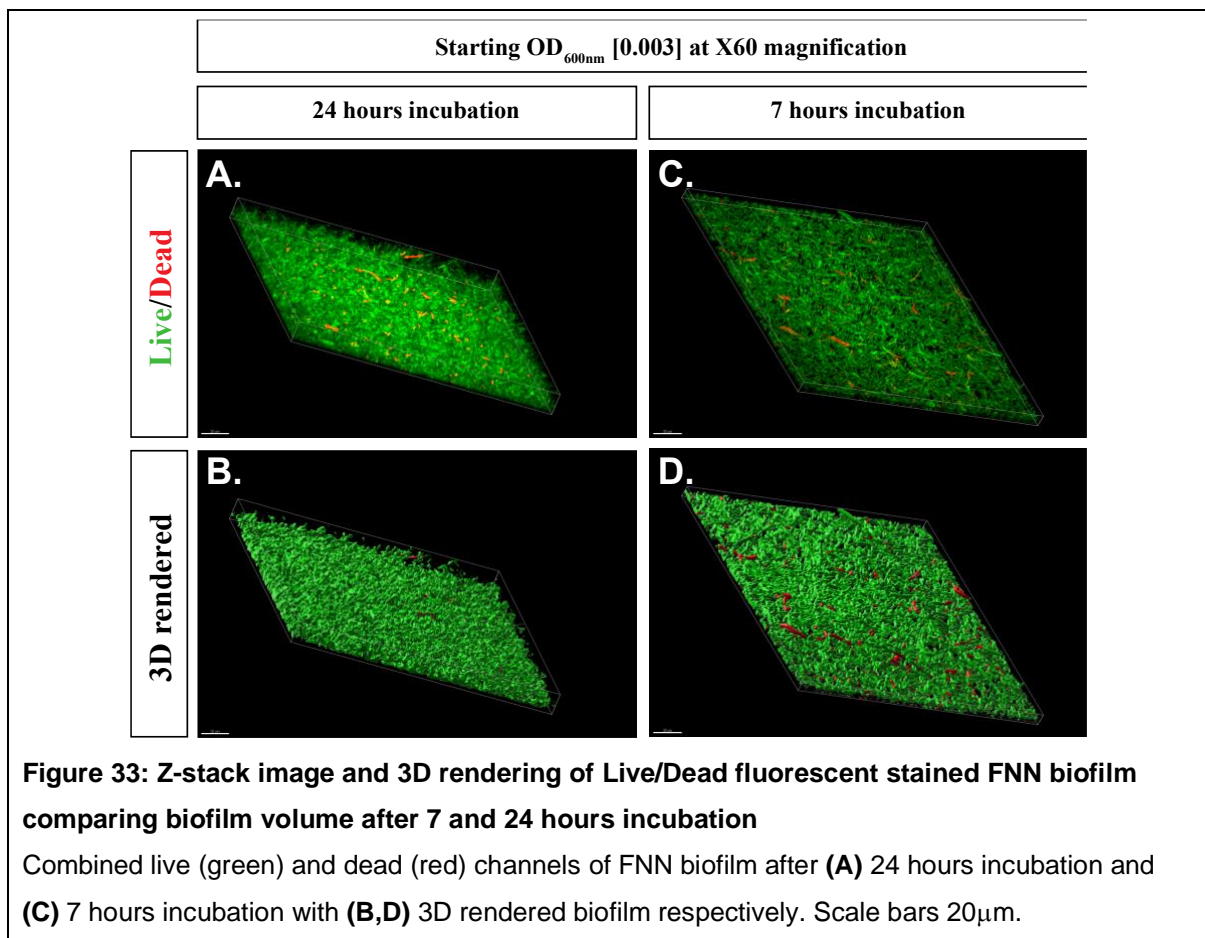 Starting OD600nm [0.003] at X60 magnification
24 hours incubation
7 hours incubation
Live/Dead
A.
C.
3D rendered
B.
D.
Figure 33: Z-stack image and 3D rendering of Live/Dead fluorescent stained FNN biofilm
comparing biofilm volume after 7 and 24 hours incubation
Combined live (green) and dead (red) channels of FNN biofilm after (A) 24 hours incubation and
(C) 7 hours incubation with (B,D) 3D rendered biofilm respectively. Scale bars 20μm.